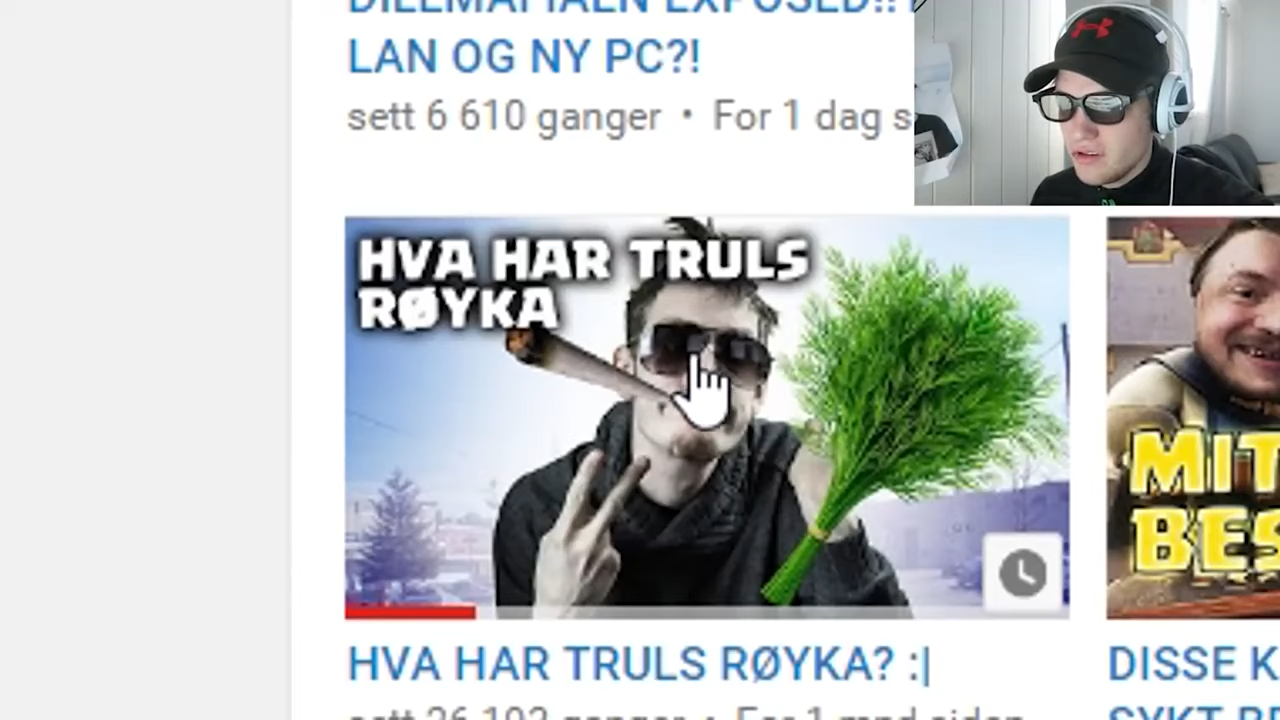 LAN OG NY PC?!
sett 6 610 ganger • For 1 dag s
HVA HAR TRULS
RØYKA
MIT
BES
HVA HAR TRULS RØYKA? :|
DISSE K